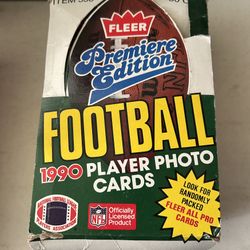 FLEER
Premiere
Edition
FOOTBALL
1990 PLAYER PHOTO
CARDS
LOOK FOR
RANDOMLY
PACKED
FLEER ALL PRO
CARDS
NFL
Officially
Licensed
Product